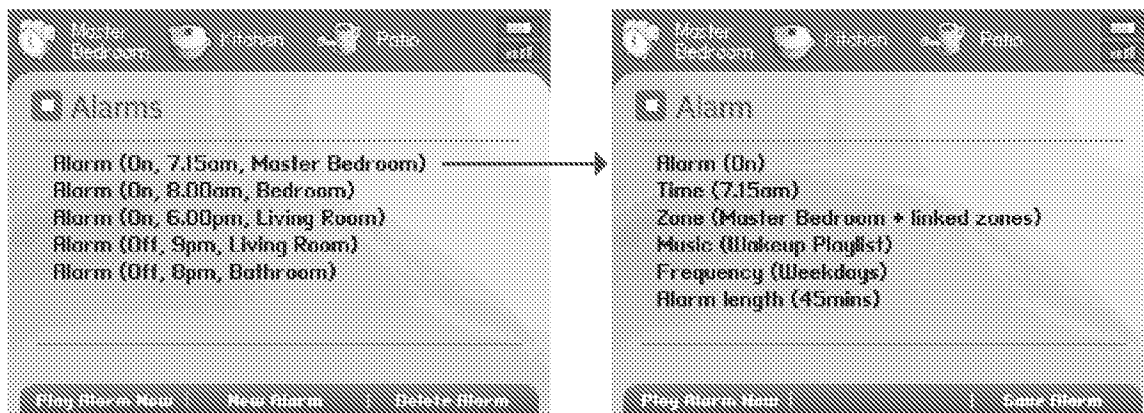 Master Bedroom Kitchen Patio
Alarms
Alarm (On, 7.15am, Master Bedroom)
Alarm (On, 8.00am, Bedroom)
Alarm (On, 6.00pm, Living Room)
Alarm (Off, 9pm, Living Room)
Alarm (Off, 8pm, Bathroom)
Play Alarm Now New Alarm Delete Alarm
Master Bedroom Kitchen Patio
Alarm
Alarm (On)
Time (7.15am)
Zone (Master Bedroom + linked zones)
Music (Wakeup Playlist)
Frequency (Weekdays)
Alarm length (45mins)
Play Alarm Now Save Alarm